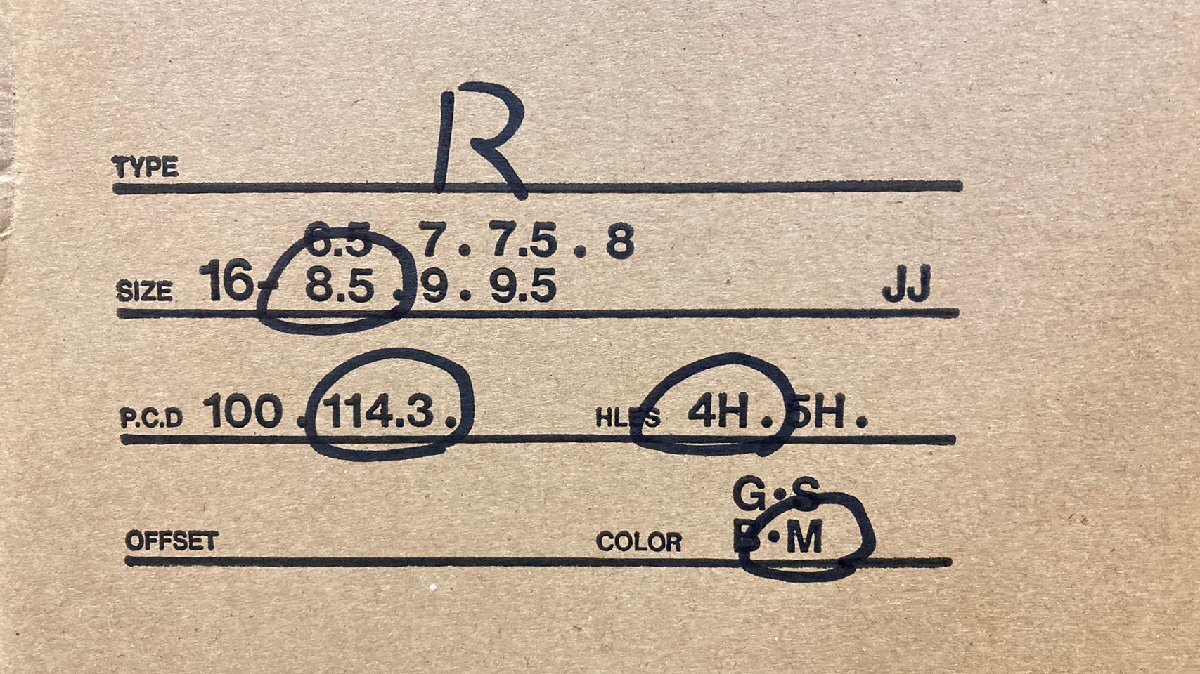 TYPE R
6.5 . 7 . 7.5 . 8
SIZE 16- 8.5 . 9 . 9.5 JJ
P.C.D 100 . 114.3 . HLES 4H . 5H .
G・S
OFFSET COLOR B・M